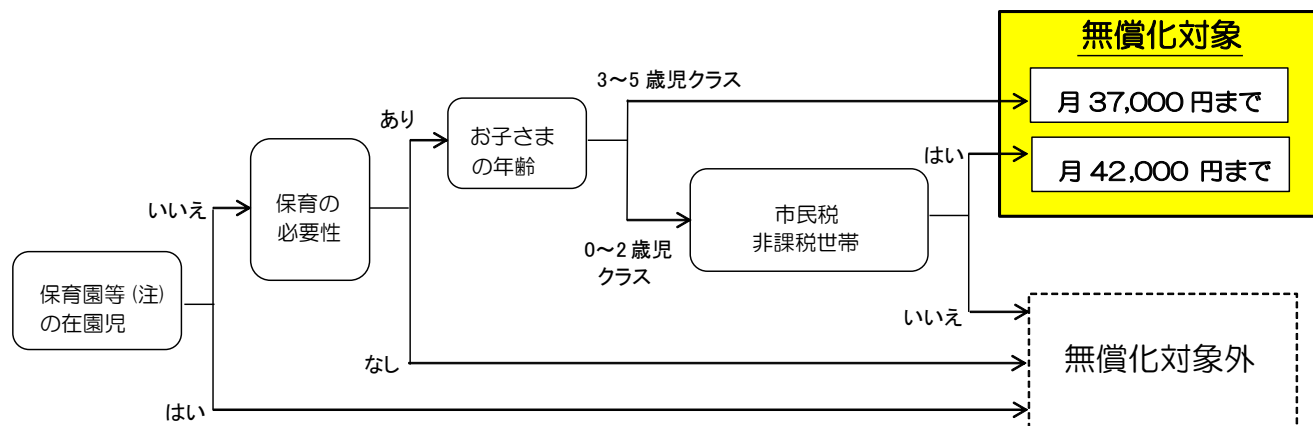 保育園等(注)
の在園児
いいえ
はい
保育の
必要性
あり
なし
お子さま
の年齢
3～5 歳児クラス
0～2 歳児
クラス
市民税
非課税世帯
はい
いいえ
無償化対象
月 37,000 円まで
月 42,000 円まで
無償化対象外